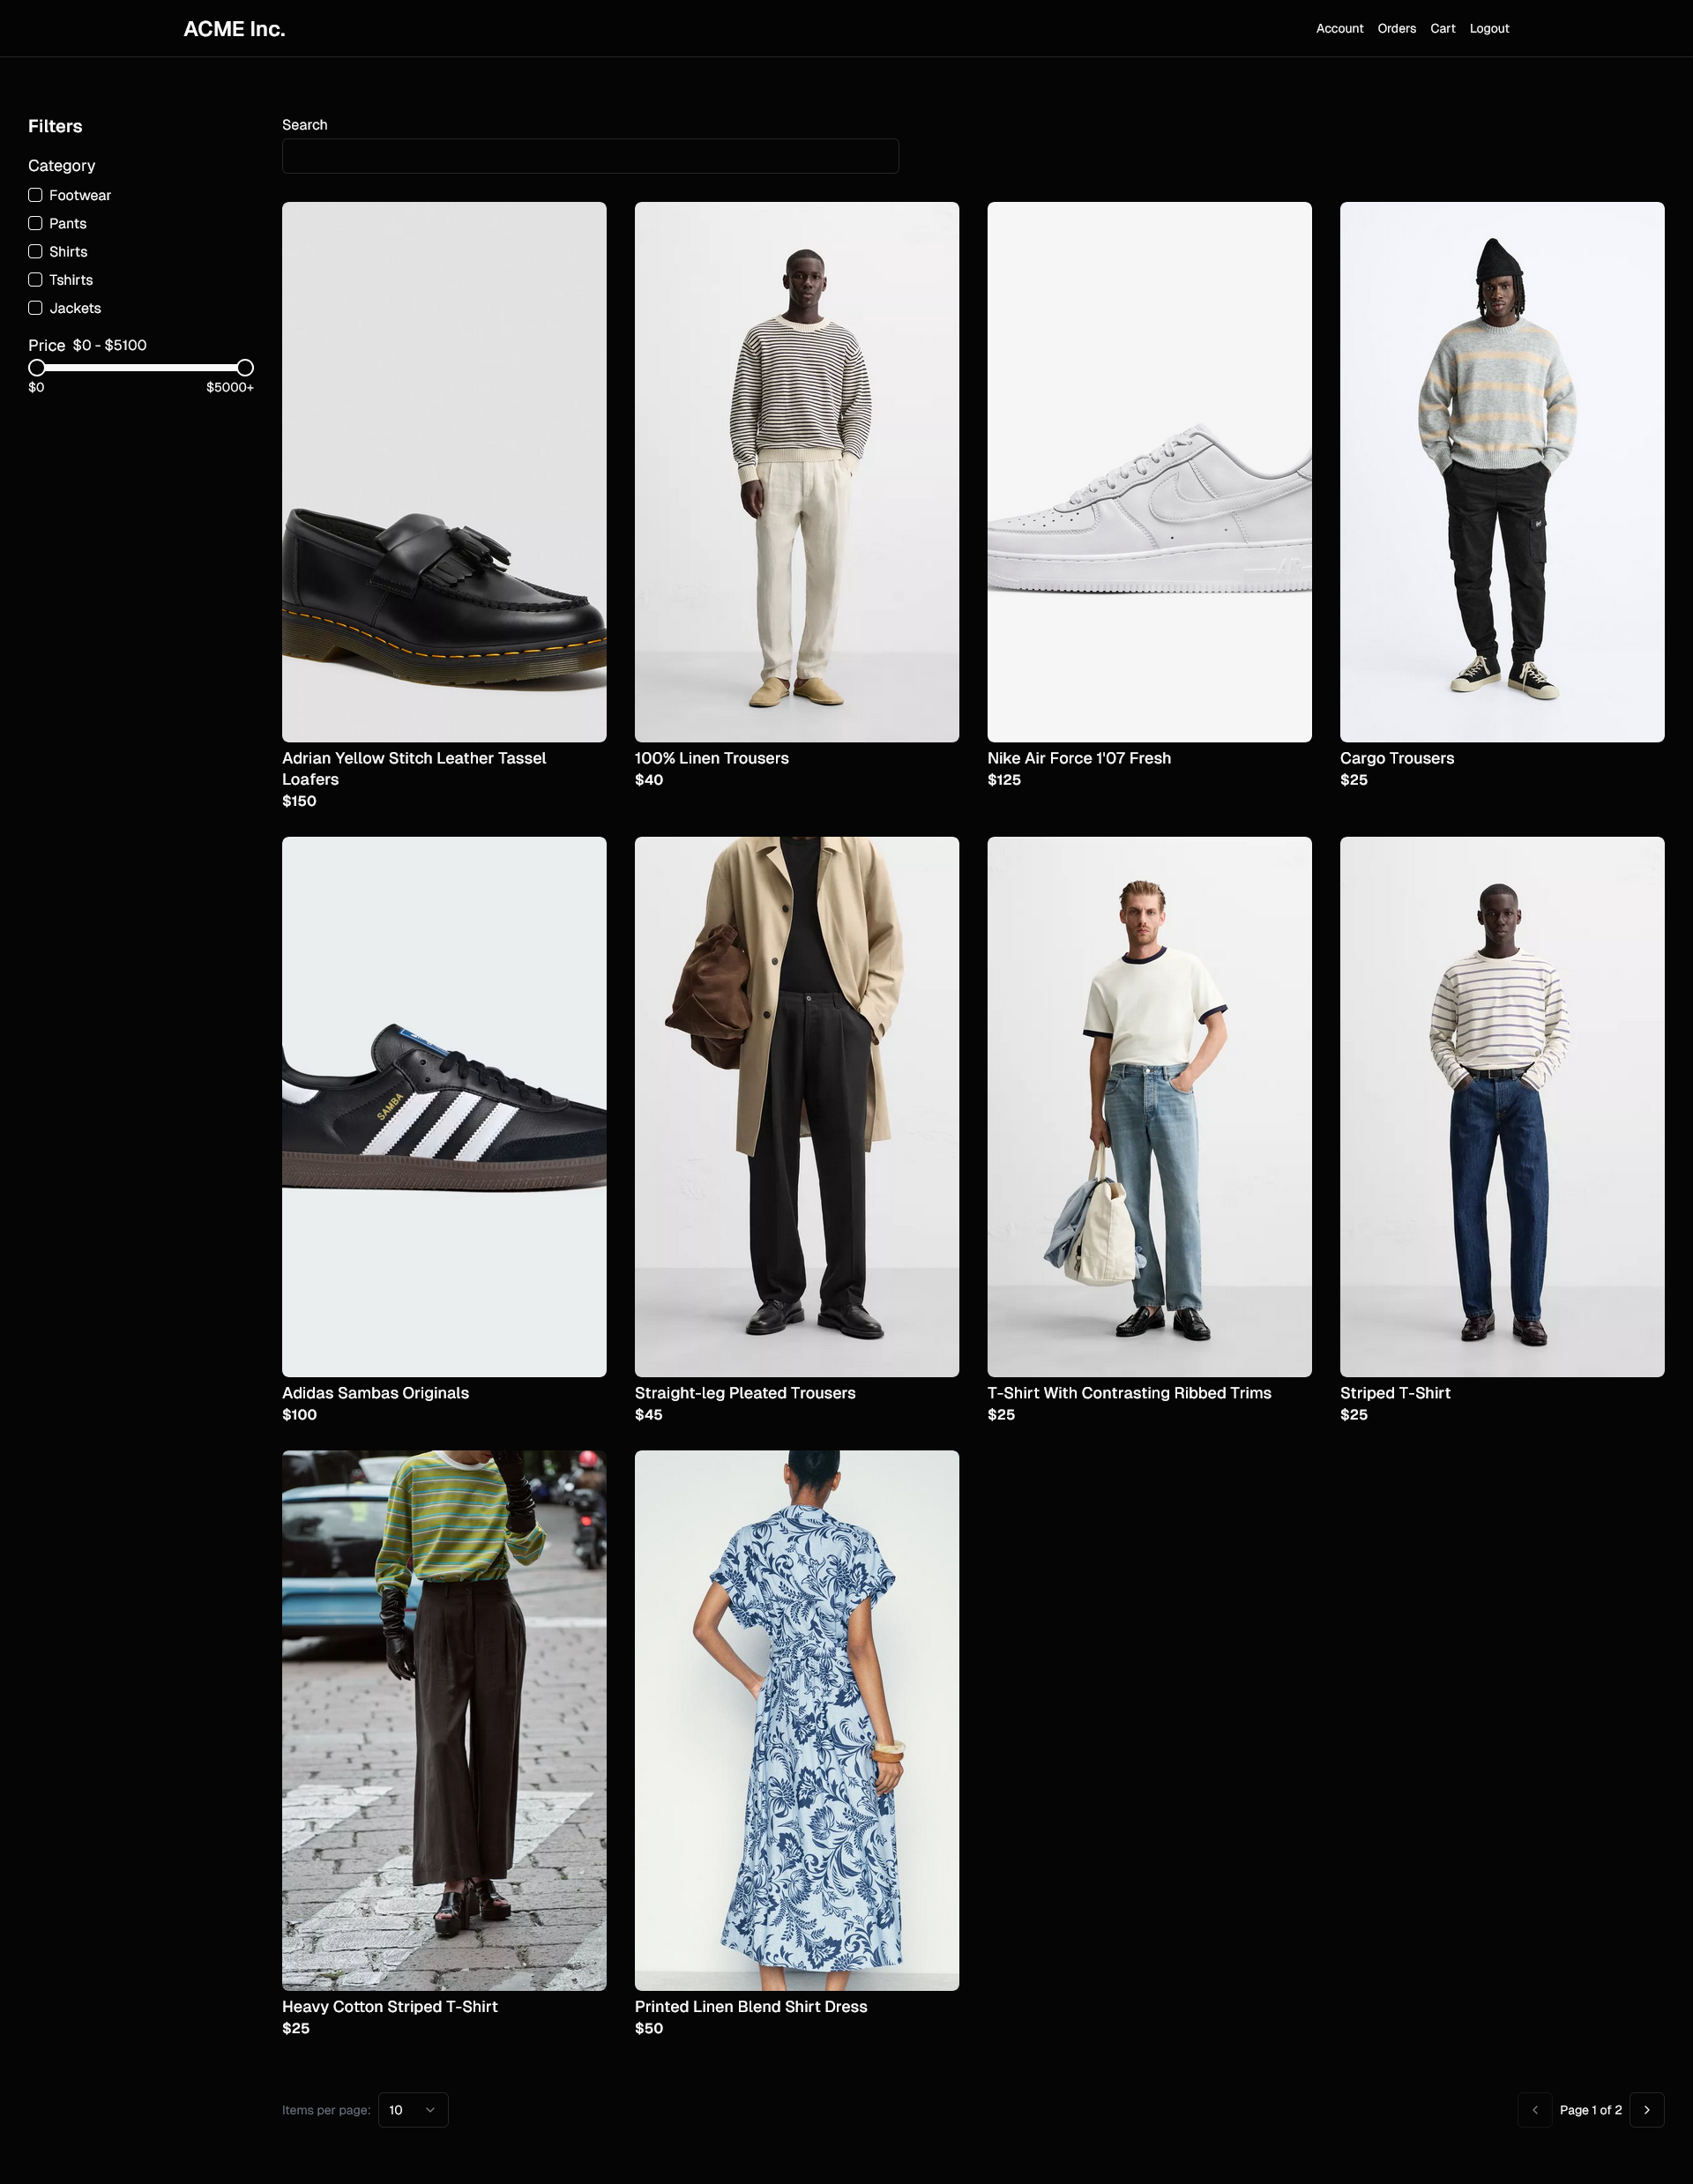 ACME Inc.
Account Orders Cart Logout
Filters
Category
Footwear
Pants
Shirts
Tshirts
Jackets
Price $0 - $5100
$0 $5000+
Search
Adrian Yellow Stitch Leather Tassel
Loafers
$150
100% Linen Trousers
$40
Nike Air Force 1'07 Fresh
$125
Cargo Trousers
$25
SAMBA
Adidas Sambas Originals
$100
Straight-leg Pleated Trousers
$45
T-Shirt With Contrasting Ribbed Trims
$25
Striped T-Shirt
$25
Heavy Cotton Striped T-Shirt
$25
Printed Linen Blend Shirt Dress
$50
Items per page: 10
Page 1 of 2